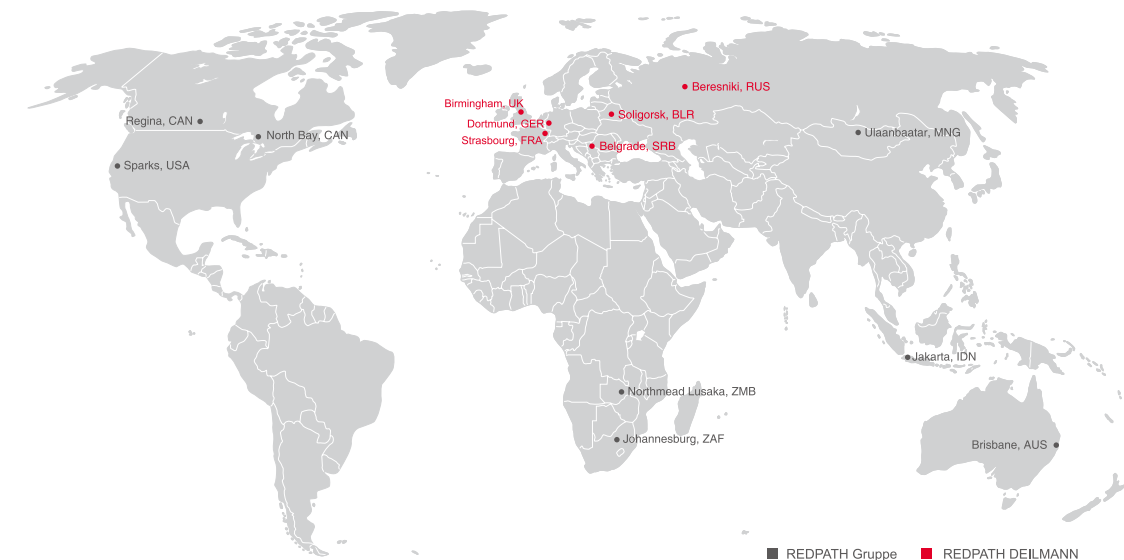 Beresniki, RUS
Birmingham, UK
Soligorsk, BLR
Regina, CAN
Dortmund, GER
Ulaanbaatar, MNG
North Bay, CAN
Strasbourg, FRA
Belgrade, SRB
Sparks, USA
Jakarta, IDN
Northmead Lusaka, ZMB
Johannesburg, ZAF
Brisbane, AUS
REDPATH Gruppe
REDPATH DEILMANN